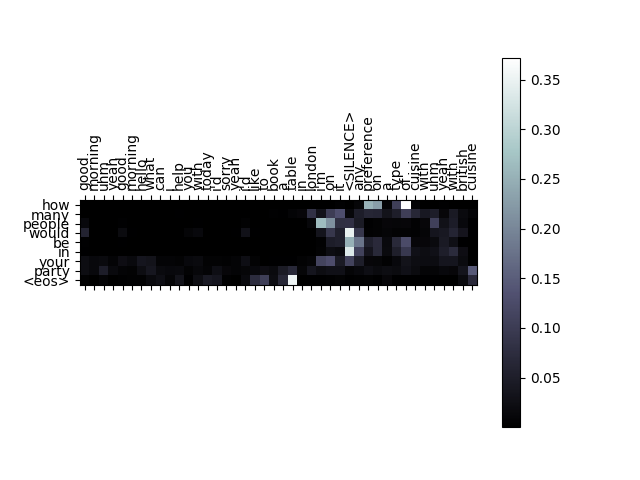 good
morning
uhm
yeah
good
morning
hello
what
can
i
help
you
with
today
i'd
sorry
yeah
i'd
like
to
book
a
table
in
london
i'm
on
it
<SILENCE>
any
preference
on
a
type
of
cuisine
with
uhm
yeah
with
british
cuisine
how
many
people
would
be
in
your
party
<eos>
0.35
0.30
0.25
0.20
0.15
0.10
0.05